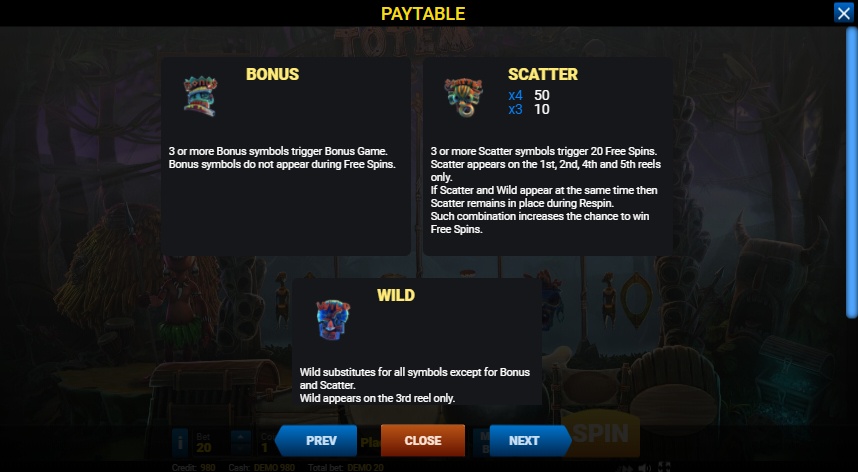 PAYTABLE
TOTEM
BONUS
3 or more Bonus symbols trigger Bonus Game.
Bonus symbols do not appear during Free Spins.
SCATTER
x4 50
x3 10
3 or more Scatter symbols trigger 20 Free Spins.
Scatter appears on the 1st, 2nd, 4th and 5th reels
only.
If Scatter and Wild appear at the same time then
Scatter remains in place during Respin.
Such combination increases the chance to win
Free Spins.
WILD
Wild substitutes for all symbols except for Bonus
and Scatter.
Wild appears on the 3rd reel only.
Bet
20
1
PREV
CLOSE
NEXT
SPIN
Credit: 980 Cash: DEMO 980 Total bet: DEMO 20